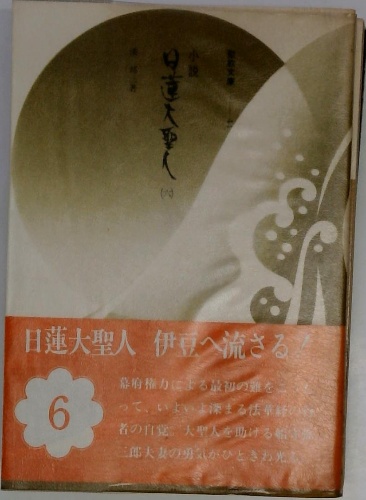 小説
日蓮大聖人
(六)
日蓮大聖人 伊豆へ流さる
6
幕府権力による最初の難を
って、いよいよ深まる法華経の
者の自覚。大聖人を助ける船
三郎夫妻の勇気がひときわ光